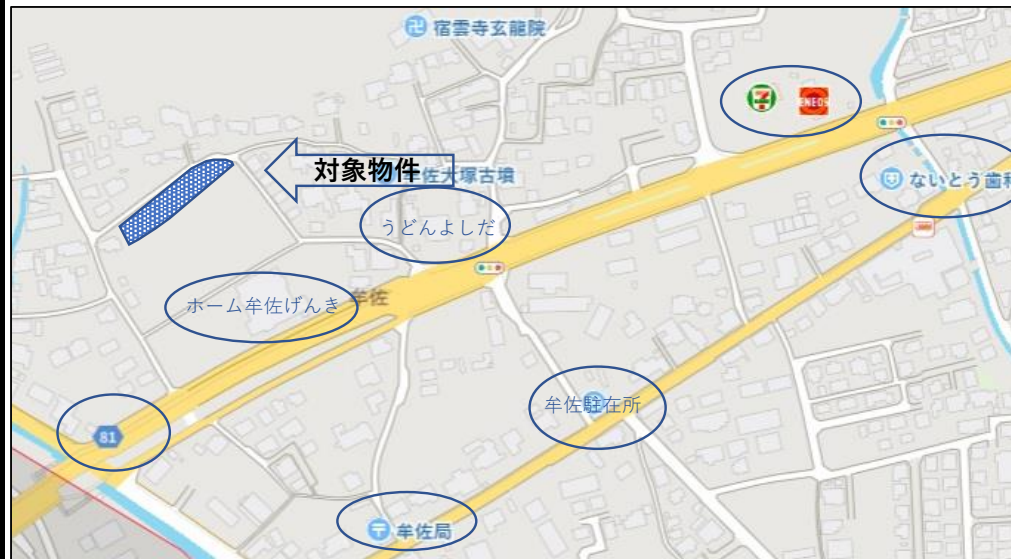 宿雲寺玄龍院
7
ENEOS
対象物件
佐大塚古墳
ないとう歯科
うどんよしだ
ホーム牟佐げんき
牟佐
牟佐駐在所
81
牟佐局